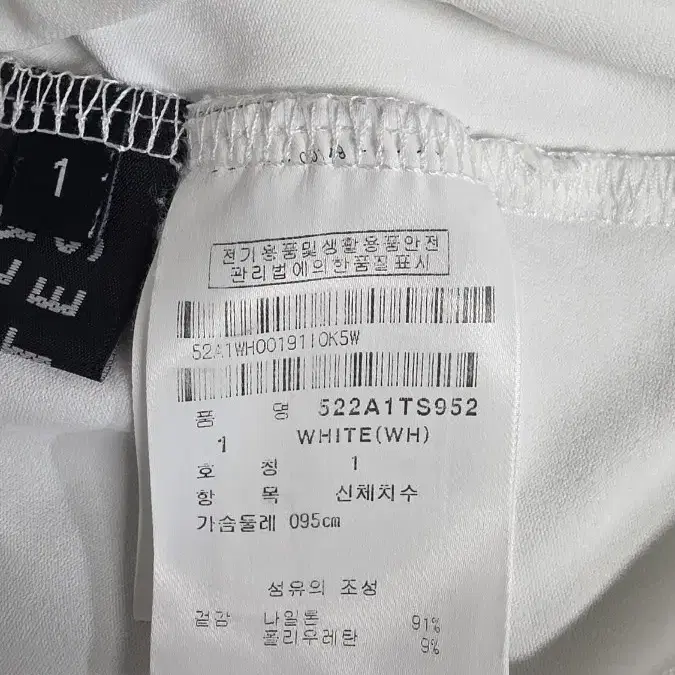 1
전기용품및생활용품안전
관리법에의한품질표시
52A1WH00191IOK5W
품 명 522A1TS952
1 WHITE(WH)
호 칭 1
항 목 신체치수
가슴둘레 095cm
섬유의 조성
겉감 나일론 91%
폴리우레탄 9%